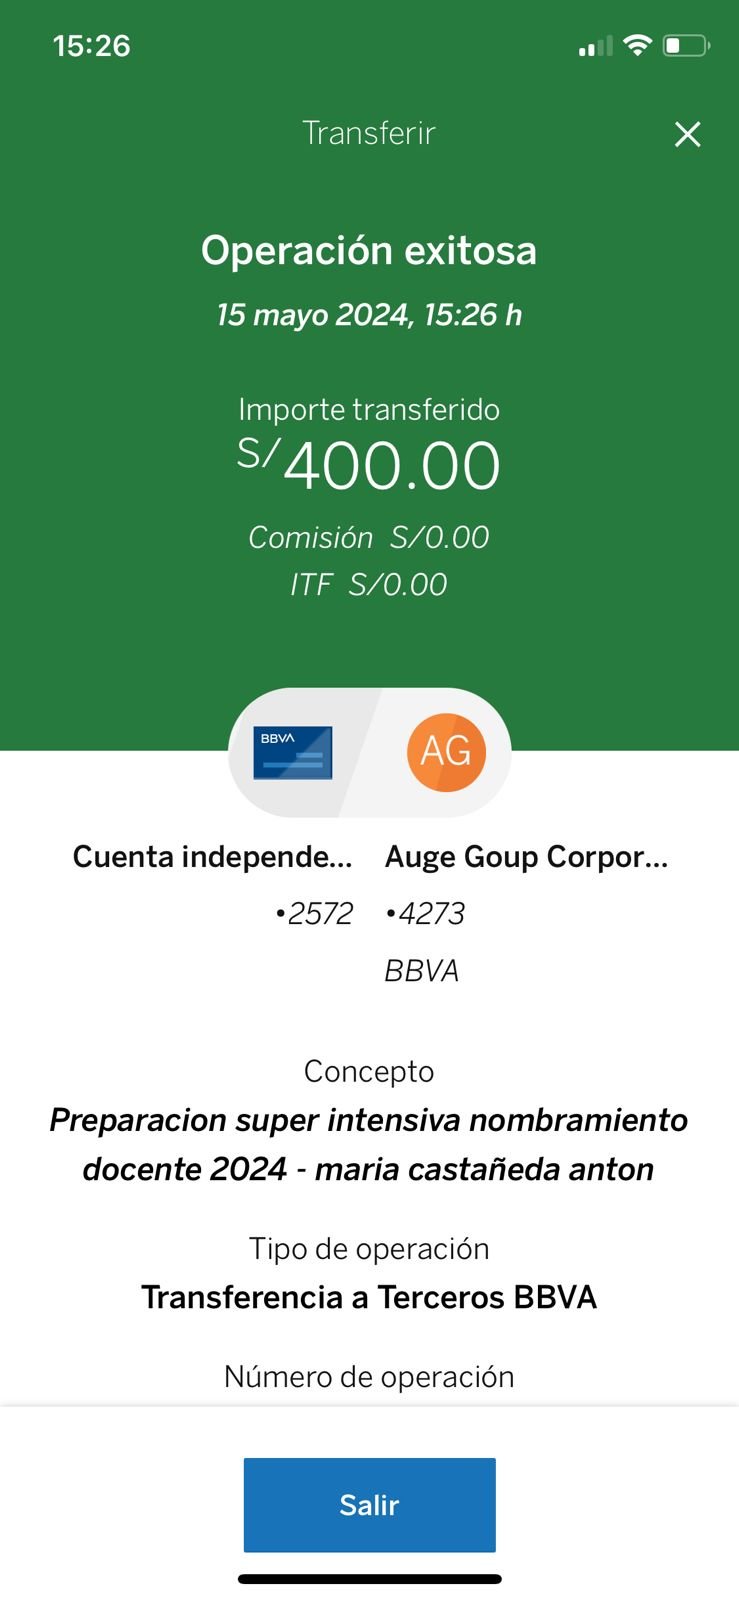 15:26
Transferir
Operación exitosa
15 mayo 2024, 15:26 h
Importe transferido
S/400.00
Comisión S/0.00
ITF S/0.00
BBVA
AG
Cuenta independe... Auge Goup Corpor...
•2572 •4273
BBVA
Concepto
Preparacion super intensiva nombramiento
docente 2024 - maria castañeda anton
Tipo de operación
Transferencia a Terceros BBVA
Número de operación
Salir